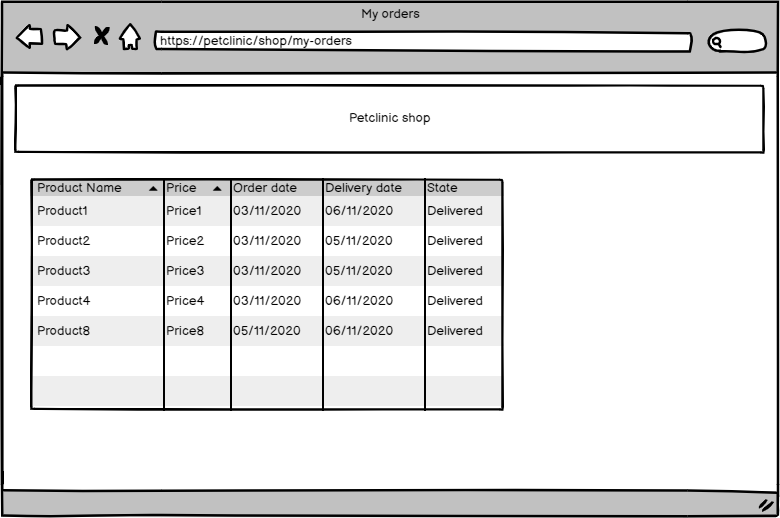 My orders
https://petclinic/shop/my-orders
Petclinic shop
Product Name Price Order date Delivery date State
Product1 Price1 03/11/2020 06/11/2020 Delivered
Product2 Price2 03/11/2020 05/11/2020 Delivered
Product3 Price3 03/11/2020 05/11/2020 Delivered
Product4 Price4 03/11/2020 06/11/2020 Delivered
Product8 Price8 05/11/2020 06/11/2020 Delivered